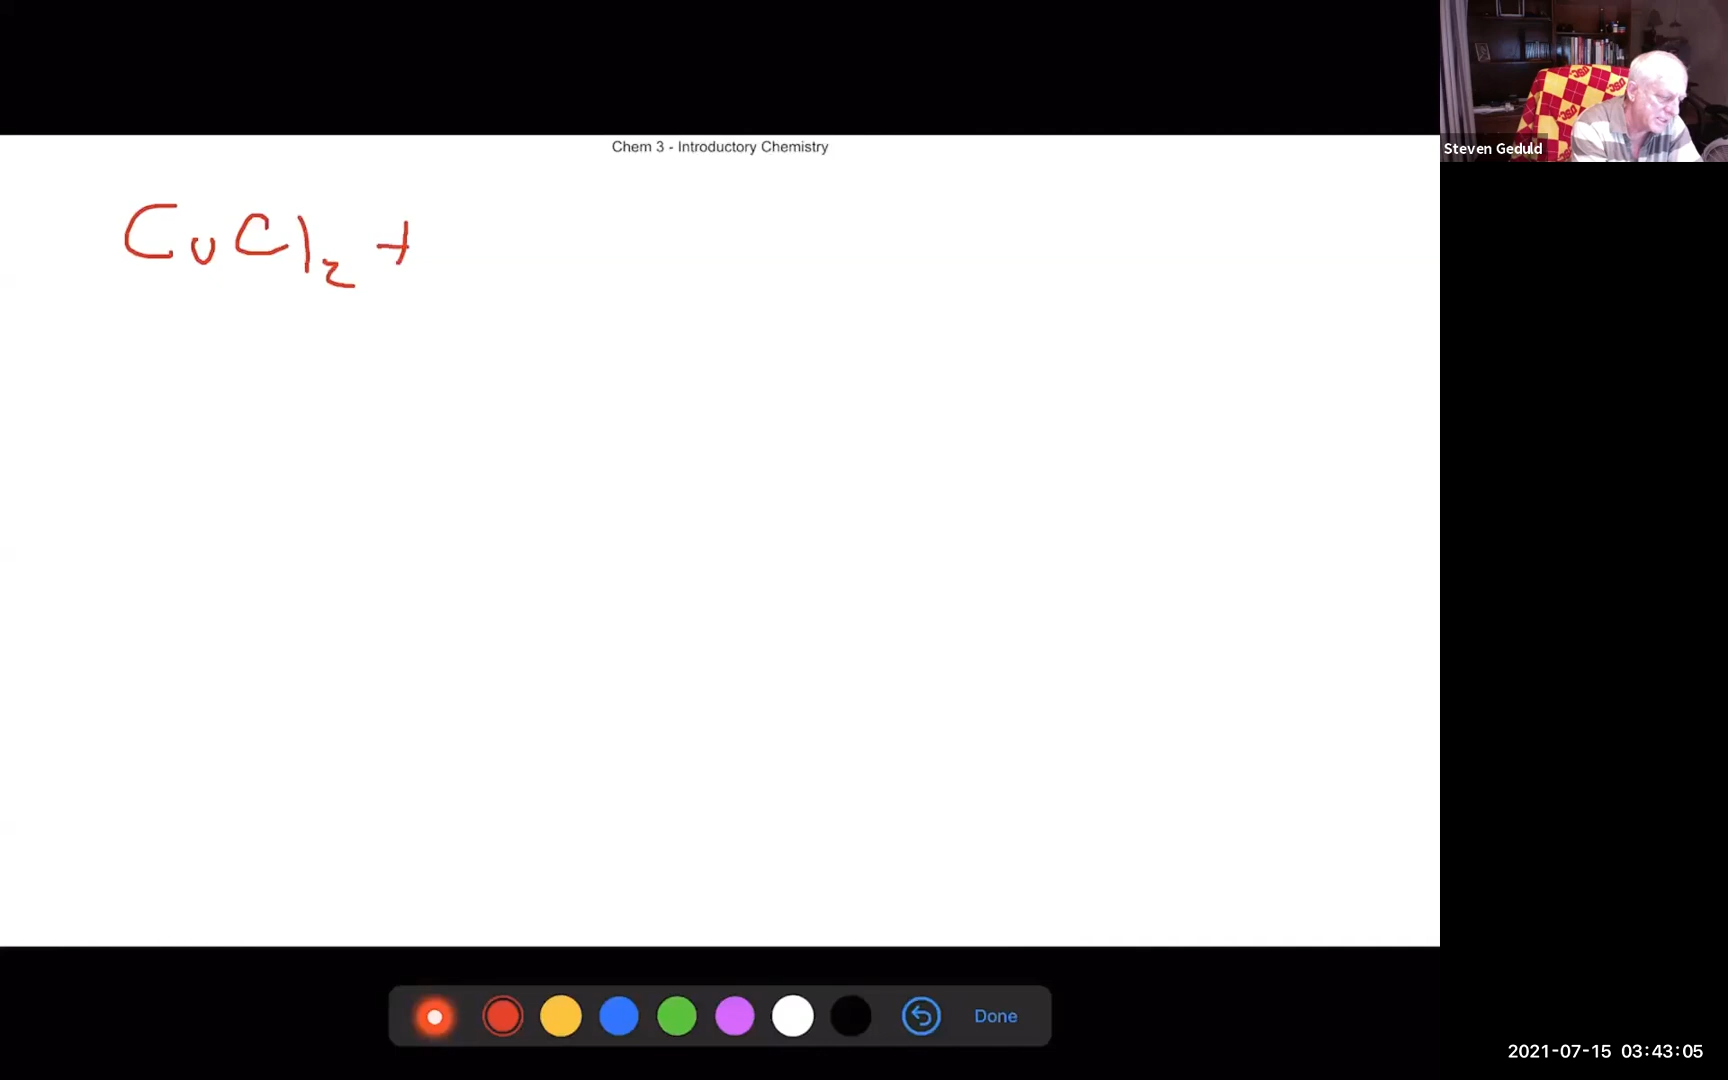 Chem 3 - Introductory Chemistry
Steven Geduld
CuCl₂ +
Done
2021-07-15 03:43:05